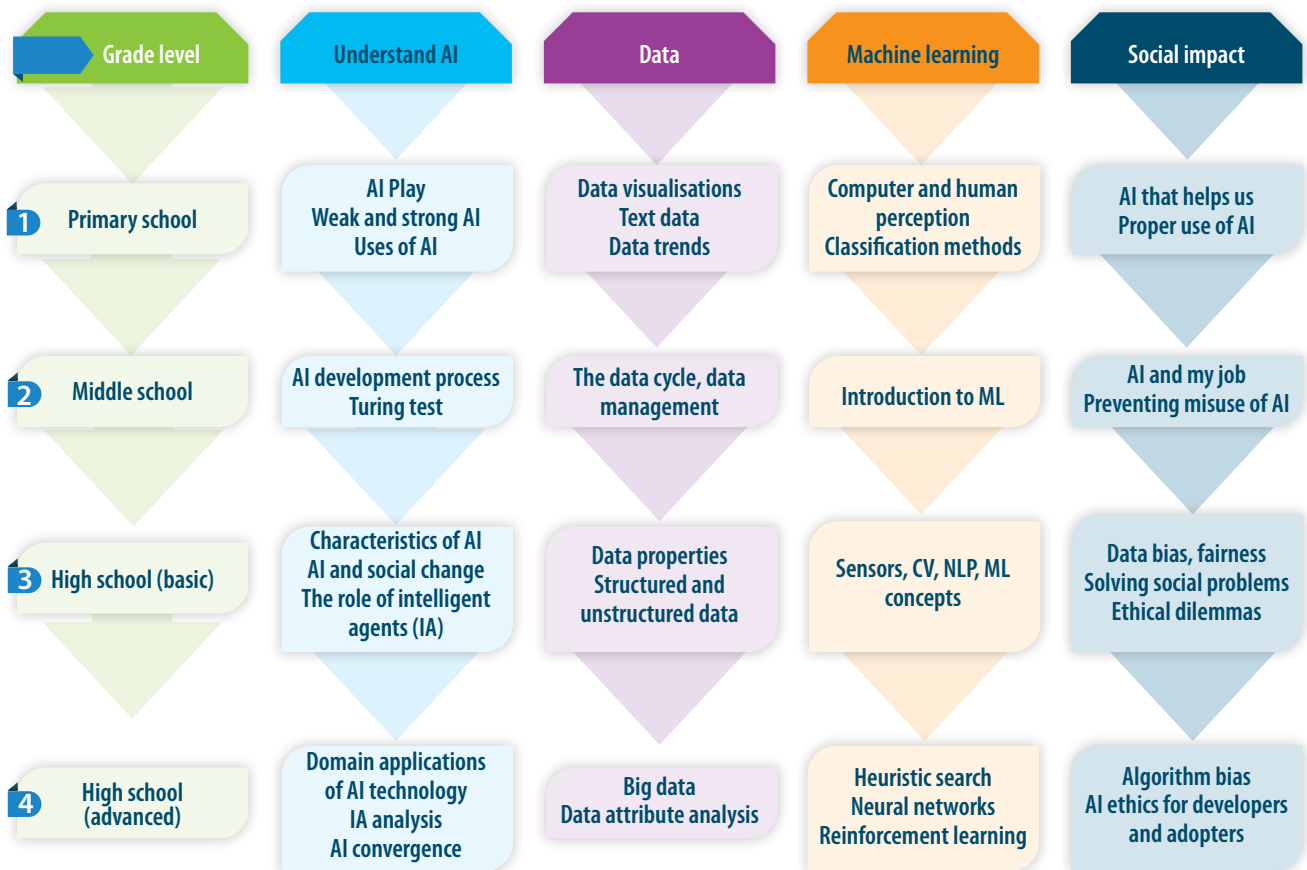 Grade level
Understand AI
Data
Machine learning
Social impact
1
Primary school
AI Play
Weak and strong AI
Uses of AI
Data visualisations
Text data
Data trends
Computer and human
perception
Classification methods
AI that helps us
Proper use of AI
2
Middle school
AI development process
Turing test
The data cycle, data
management
Introduction to ML
AI and my job
Preventing misuse of AI
3
High school (basic)
Characteristics of AI
AI and social change
The role of intelligent
agents (IA)
Data properties
Structured and
unstructured data
Sensors, CV, NLP, ML
concepts
Data bias, fairness
Solving social problems
Ethical dilemmas
4
High school
(advanced)
Domain applications
of AI technology
IA analysis
AI convergence
Big data
Data attribute analysis
Heuristic search
Neural networks
Reinforcement learning
Algorithm bias
AI ethics for developers
and adopters